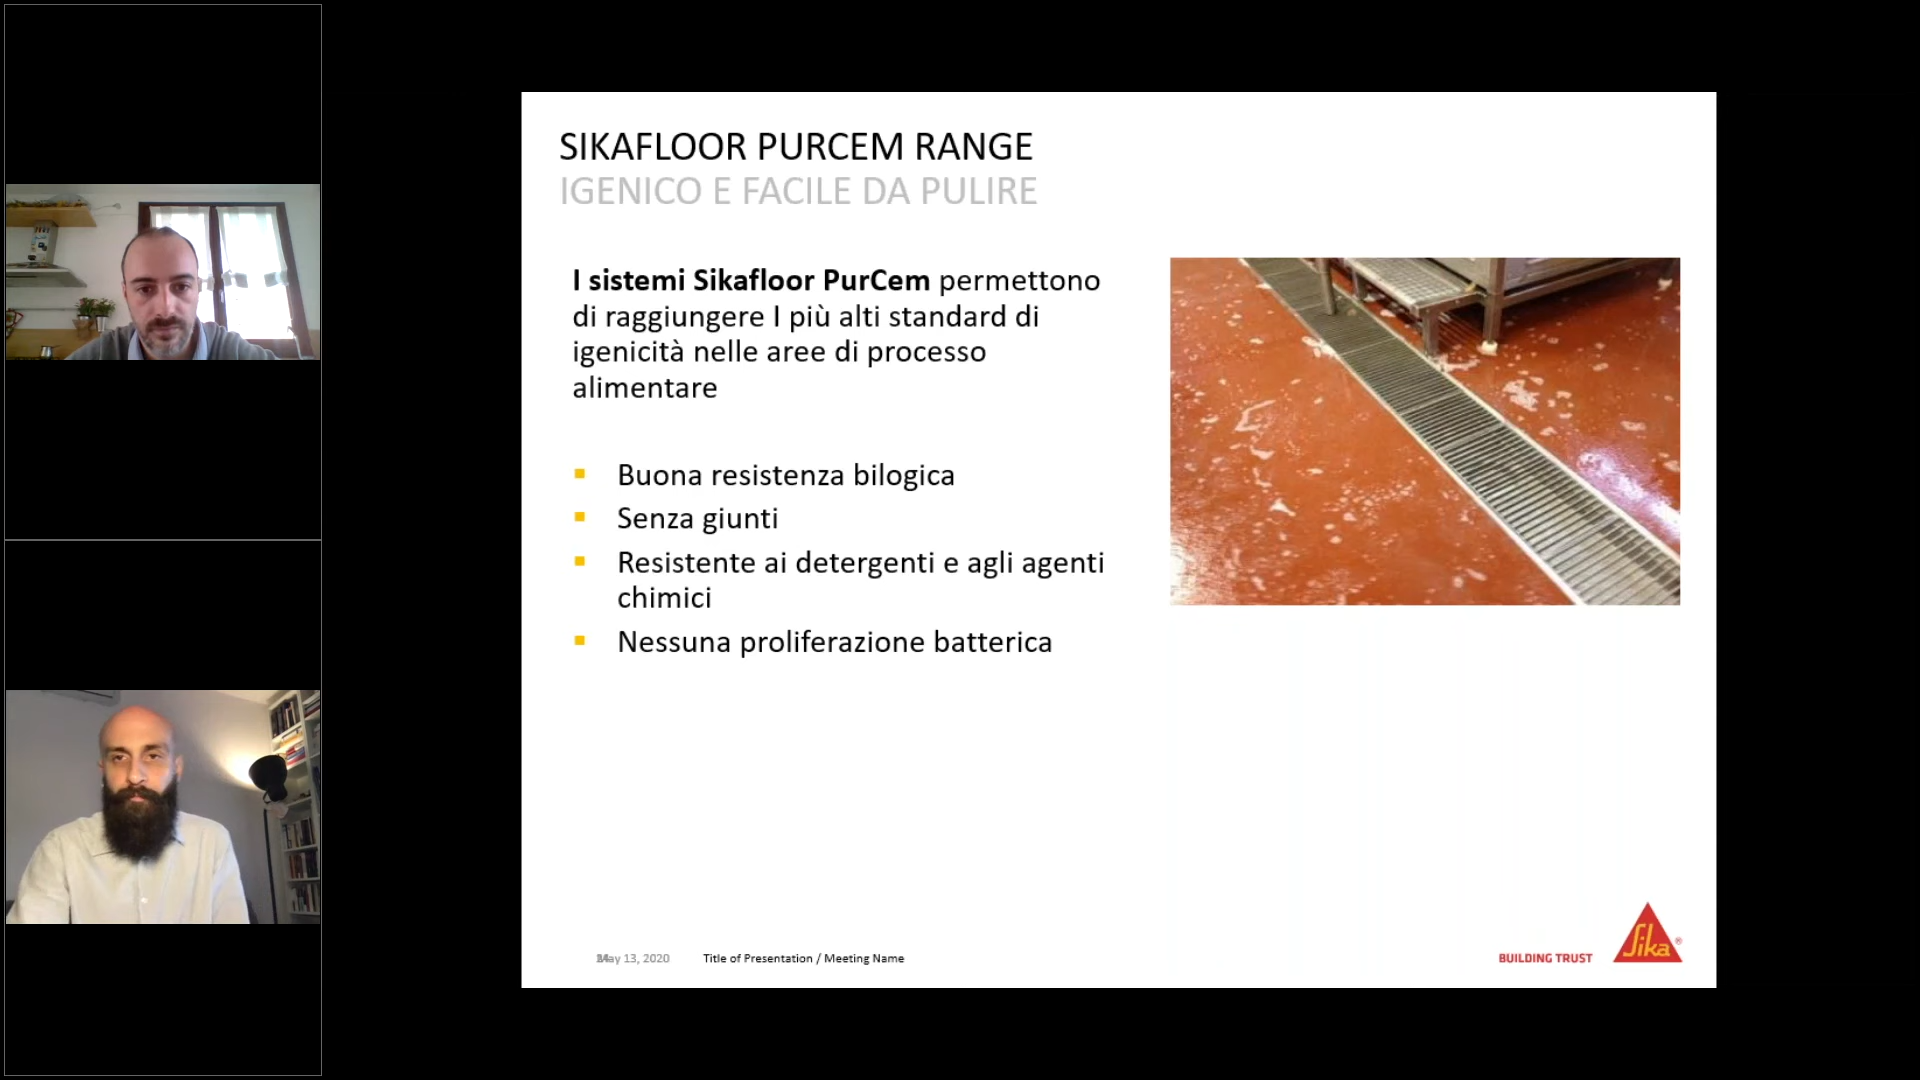 SIKAFLOOR PURCEM RANGE
IGENICO E FACILE DA PULIRE
I sistemi Sikafloor PurCem permettono
di raggiungere I più alti standard di
igenicità nelle aree di processo
alimentare
Buona resistenza bilogica
Senza giunti
Resistente ai detergenti e agli agenti
chimici
Nessuna proliferazione batterica
May 13, 2020
Title of Presentation / Meeting Name
BUILDING TRUST
Sika®